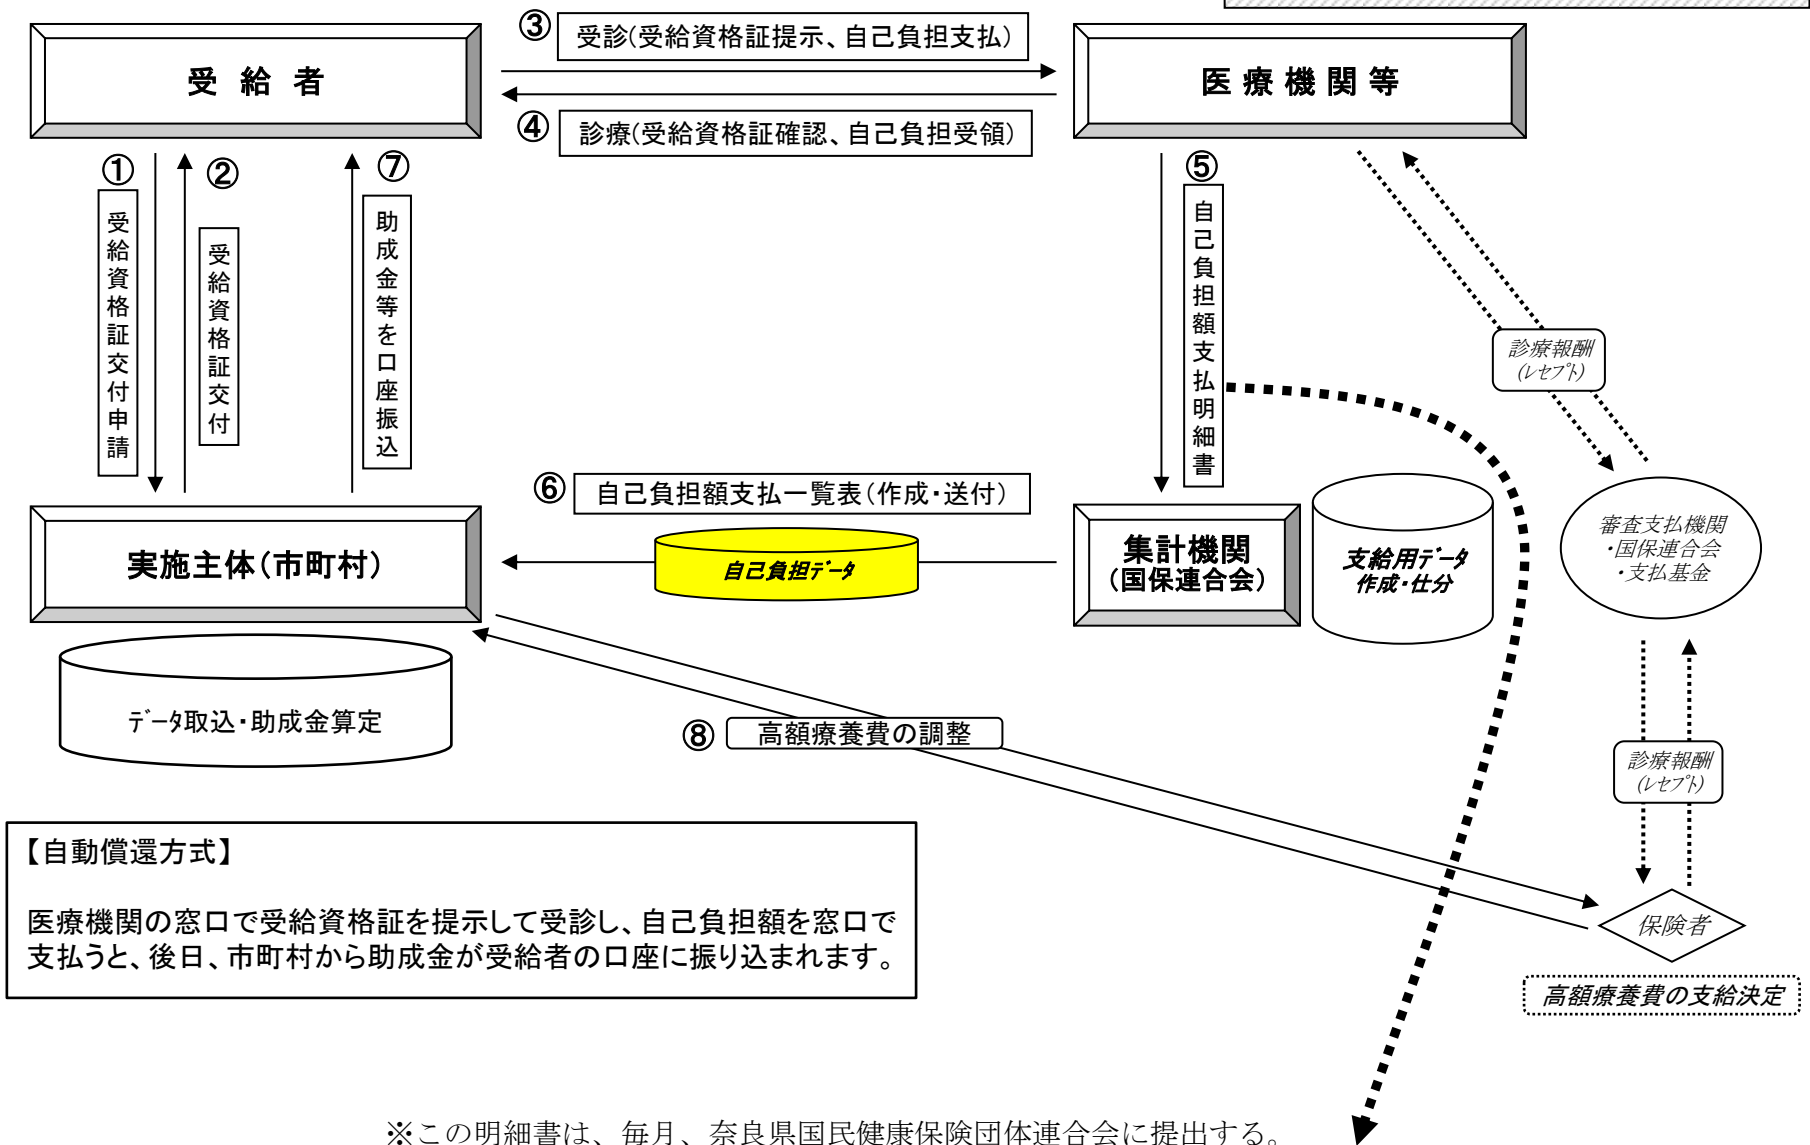 ③
受診(受給資格証提示、自己負担支払)
受 給 者
医 療 機 関 等
④
診療(受給資格証確認、自己負担受領)
①
受給資格証交付申請
②
受給資格証交付
⑦
助成金等を口座振込
⑤
自己負担額支払明細書
診療報酬
(ﾚｾﾌﾟﾄ)
⑥
自己負担額支払一覧表(作成・送付)
実施主体(市町村)
自己負担ﾃﾞｰﾀ
集計機関
(国保連合会)
支給用ﾃﾞｰﾀ
作成・仕分
審査支払機関
・国保連合会
・支払基金
ﾃﾞｰﾀ取込・助成金算定
⑧
高額療養費の調整
診療報酬
(ﾚｾﾌﾟﾄ)
【自動償還方式】
医療機関の窓口で受給資格証を提示して受診し、自己負担額を窓口で
支払うと、後日、市町村から助成金が受給者の口座に振り込まれます。
保険者
高額療養費の支給決定
※この明細書は、毎月、奈良県国民健康保険団体連合会に提出する。